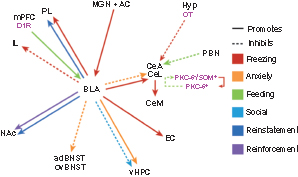 PL
MGN + AC
Hyp
OT
mPFC
D1R
IL
PBN
CeA
CeL
PKC-δ⁻/SOM⁺
PKC-δ⁺
BLA
CeM
NAc
EC
adBNST
ovBNST
vHPC
Promotes
Inhibits
Freezing
Anxiety
Feeding
Social
Reinstatement
Reinforcement